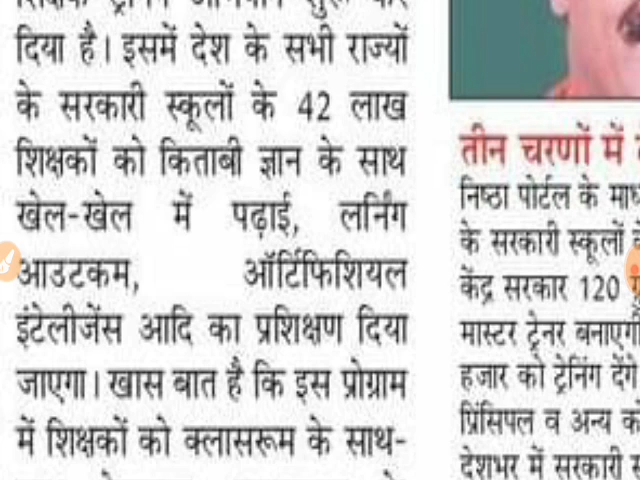 दिया है। इसमें देश के सभी राज्यों
के सरकारी स्कूलों के 42 लाख
शिक्षकों को किताबी ज्ञान के साथ
खेल-खेल में पढ़ाई, लर्निंग
आउटकम, ऑर्टिफिशियल
इंटेलीजेंस आदि का प्रशिक्षण दिया
जाएगा। खास बात है कि इस प्रोग्राम
में शिक्षकों को क्लासरूम के साथ-
तीन चरणों में
निष्ठा पोर्टल के
के सरकारी स्कूलों
केंद्र सरकार 120
मास्टर ट्रेनर बनाएगी
हजार को ट्रेनिंग देंगे
प्रिंसिपल व अन्य
देशभर में सरकारी